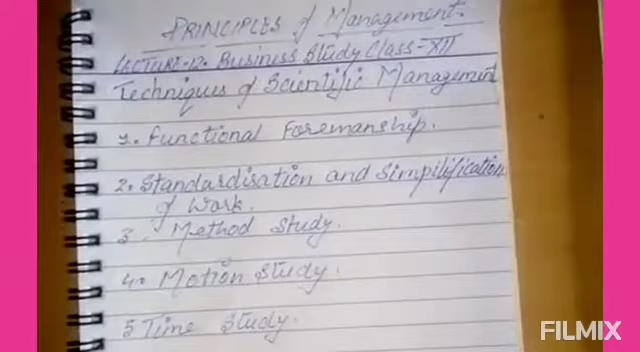 PRINCIPLES of Management.
LECTURE-12. Business Study Class-XII
Techniques of Scientific Management
1. Functional Foremanship.
2. Standardisation and Simplification
of Work.
3. Method Study.
4. Motion Study.
5 Time Study.
FILMIX